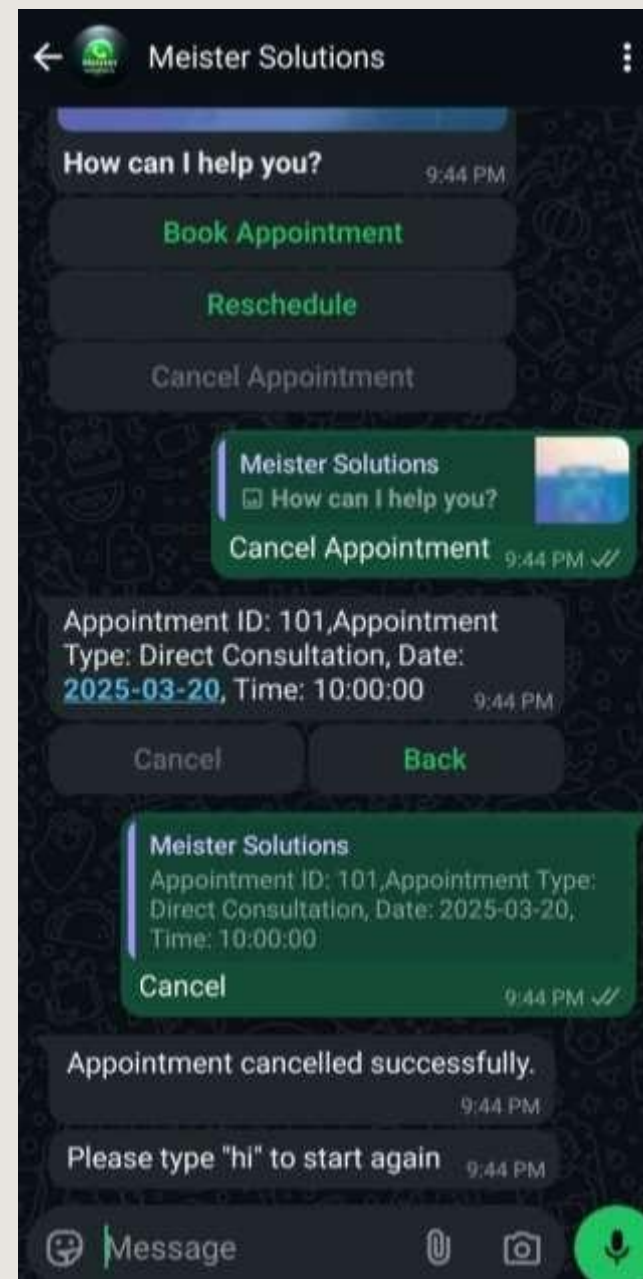 Meister Solutions
How can I help you?
9:44 PM
Book Appointment
Reschedule
Cancel Appointment
Meister Solutions
How can I help you?
Cancel Appointment 9:44 PM
Appointment ID: 101,Appointment
Type: Direct Consultation, Date:
2025-03-20, Time: 10:00:00 9:44 PM
Cancel Back
Meister Solutions
Appointment ID: 101,Appointment Type:
Direct Consultation, Date: 2025-03-20,
Time: 10:00:00
Cancel 9:44 PM
Appointment cancelled successfully.
9:44 PM
Please type "hi" to start again 9:44 PM
Message